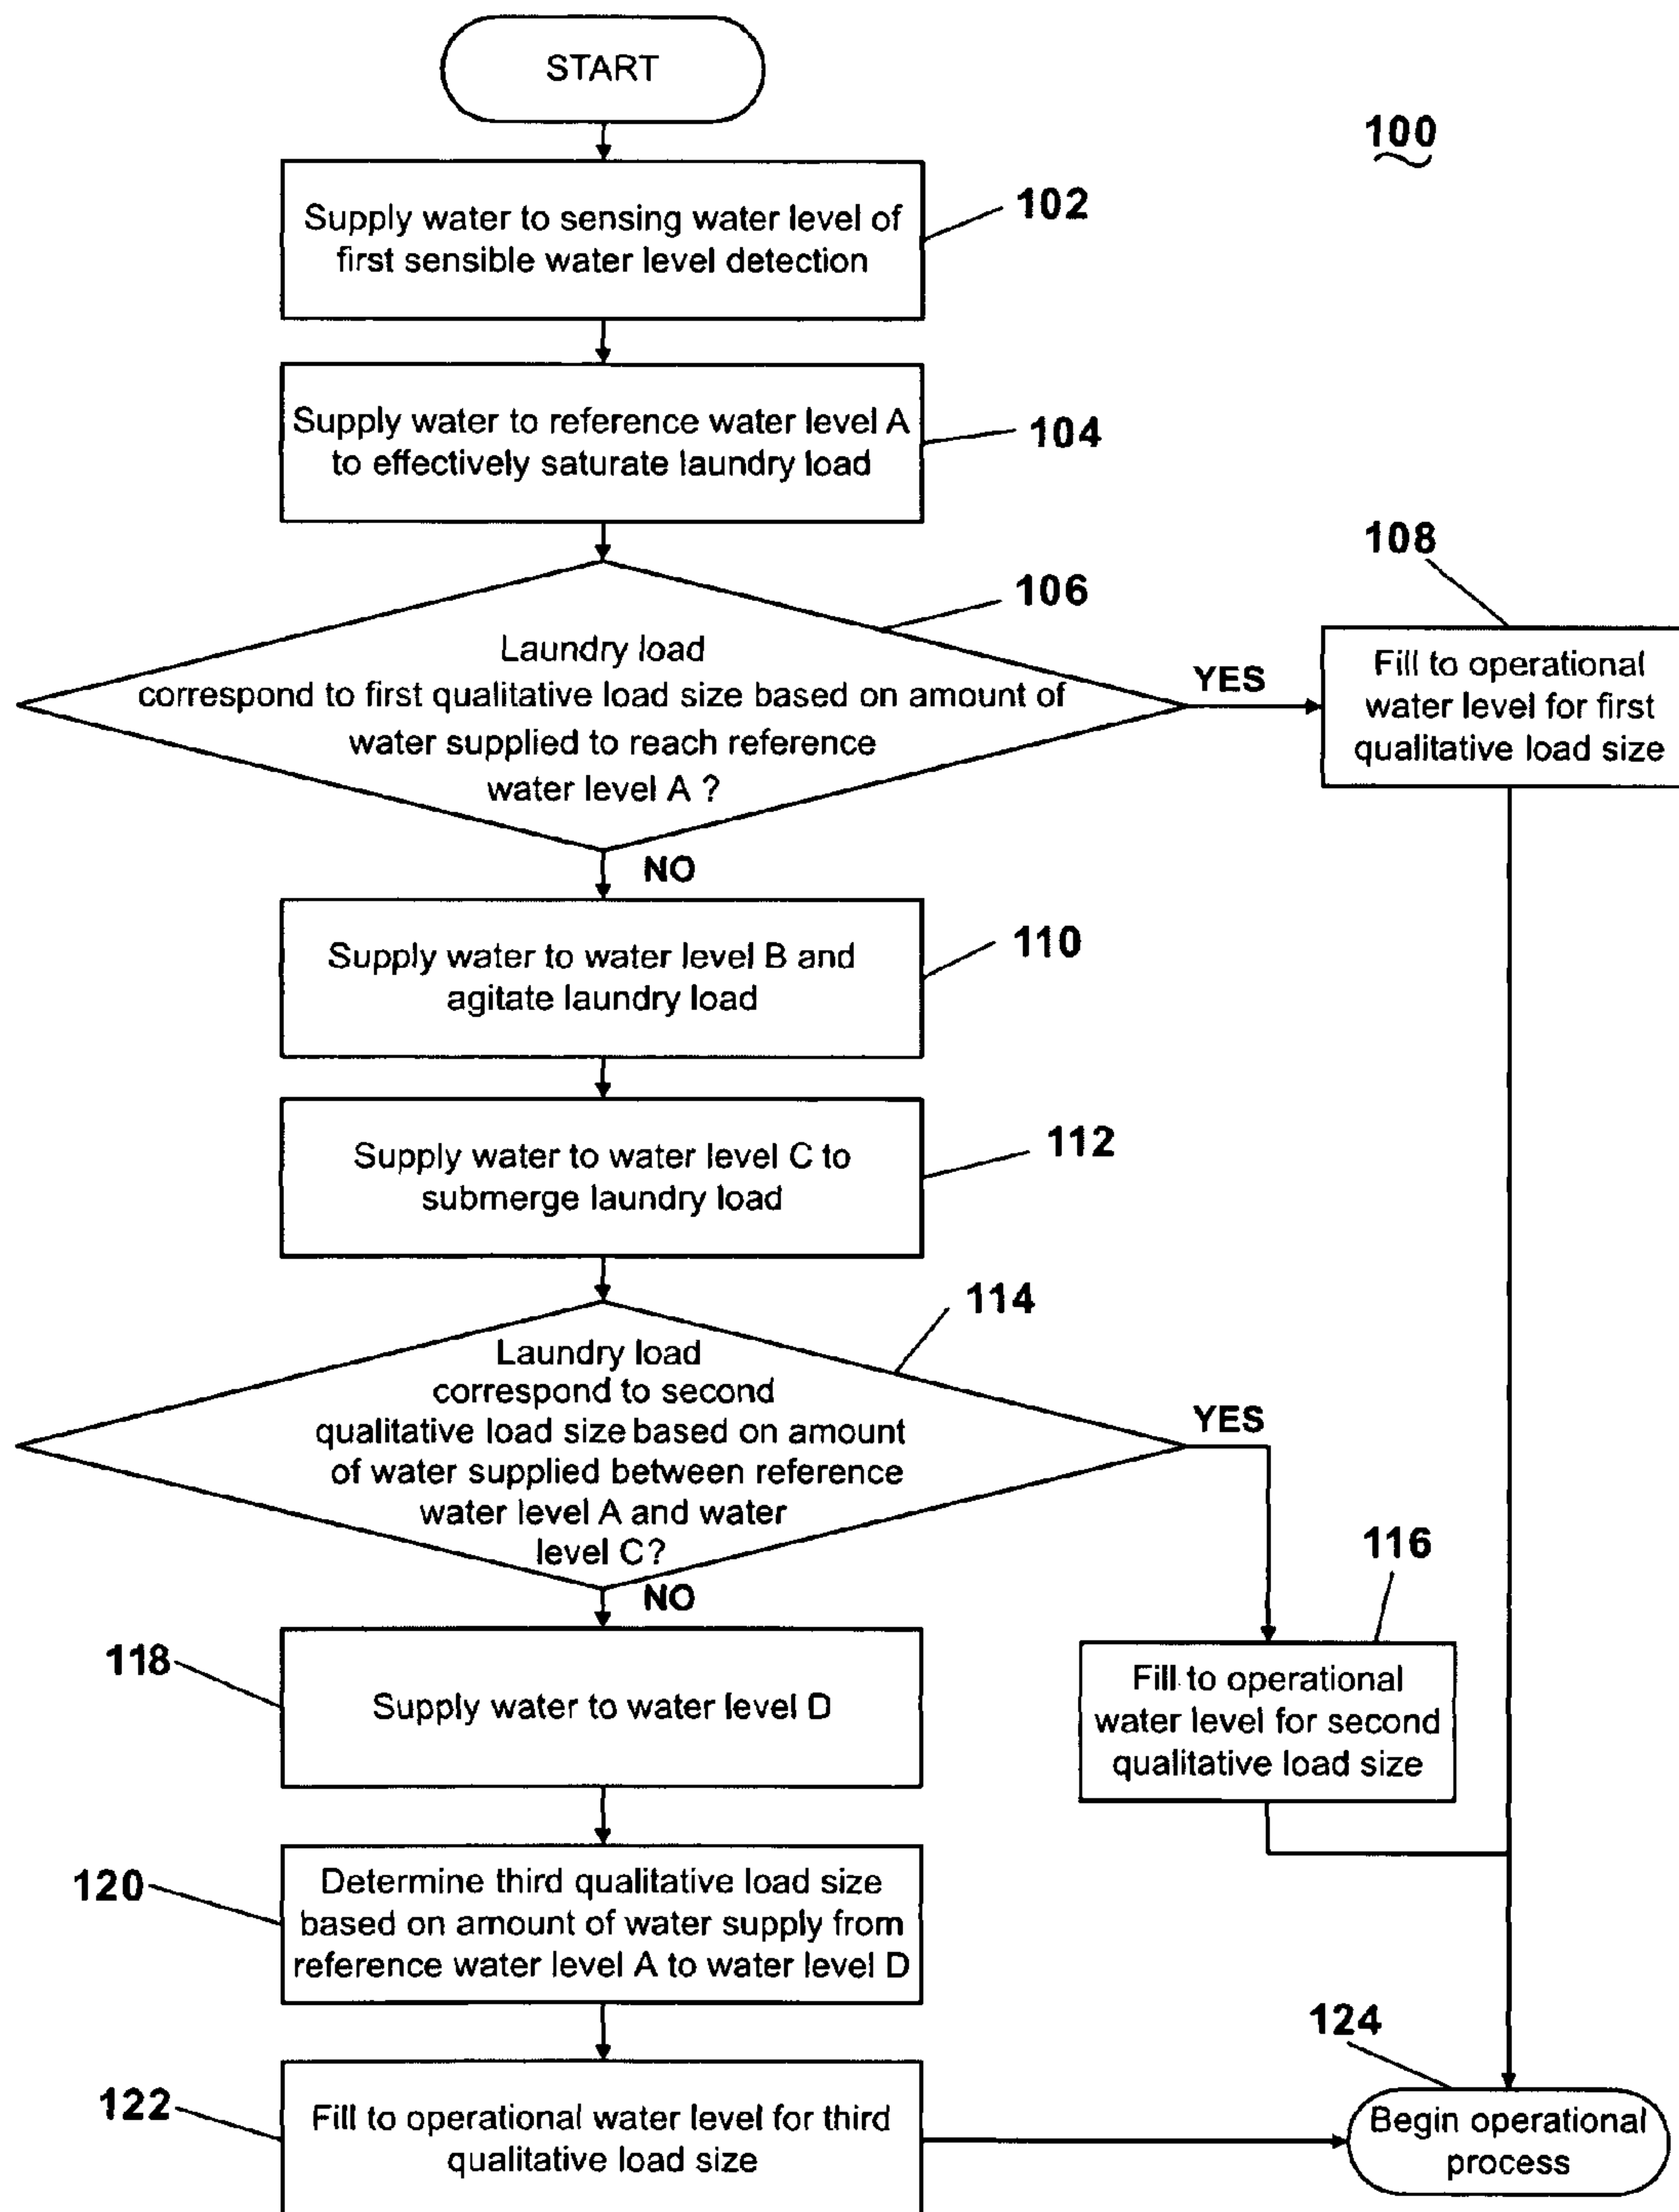 START
100
Supply water to sensing water level of
first sensible water level detection
102
Supply water to reference water level A
to effectively saturate laundry load
104
Laundry load
correspond to first qualitative load size based on amount of
water supplied to reach reference
water level A ?
106
YES
108
Fill to operational
water level for first
qualitative load size
NO
Supply water to water level B and
agitate laundry load
110
Supply water to water level C to
submerge laundry load
112
Laundry load
correspond to second
qualitative load size based on amount
of water supplied between reference
water level A and water
level C?
114
YES
116
Fill to operational
water level for second
qualitative load size
NO
118
Supply water to water level D
120
Determine third qualitative load size
based on amount of water supply from
reference water level A to water level D
122
Fill to operational water level for third
qualitative load size
124
Begin operational
process